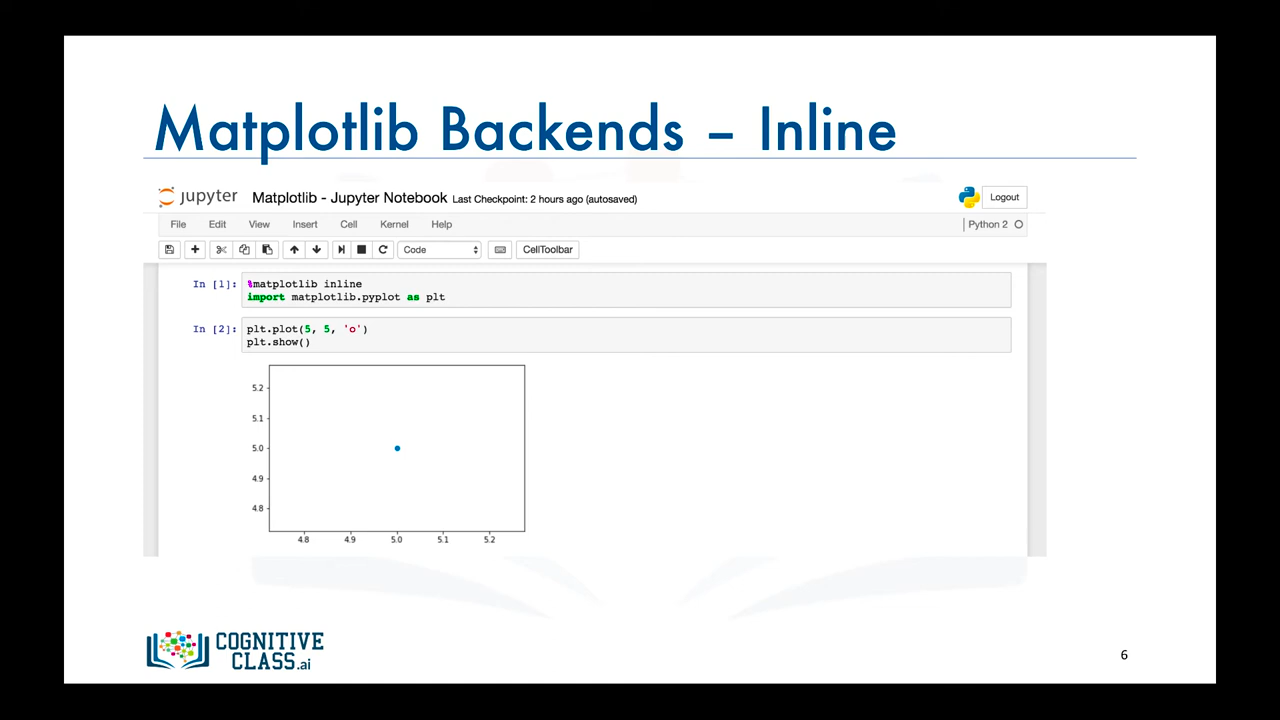 Matplotlib Backends – Inline
jupyter Matplotlib - Jupyter Notebook Last Checkpoint: 2 hours ago (autosaved) Logout
File Edit View Insert Cell Kernel Help Python 2
Code CellToolbar
In [1]: %matplotlib inline
import matplotlib.pyplot as plt
In [2]: plt.plot(5, 5, 'o')
plt.show()
5.2
5.1
5.0
4.9
4.8
4.8 4.9 5.0 5.1 5.2
COGNITIVE
CLASS.ai
6